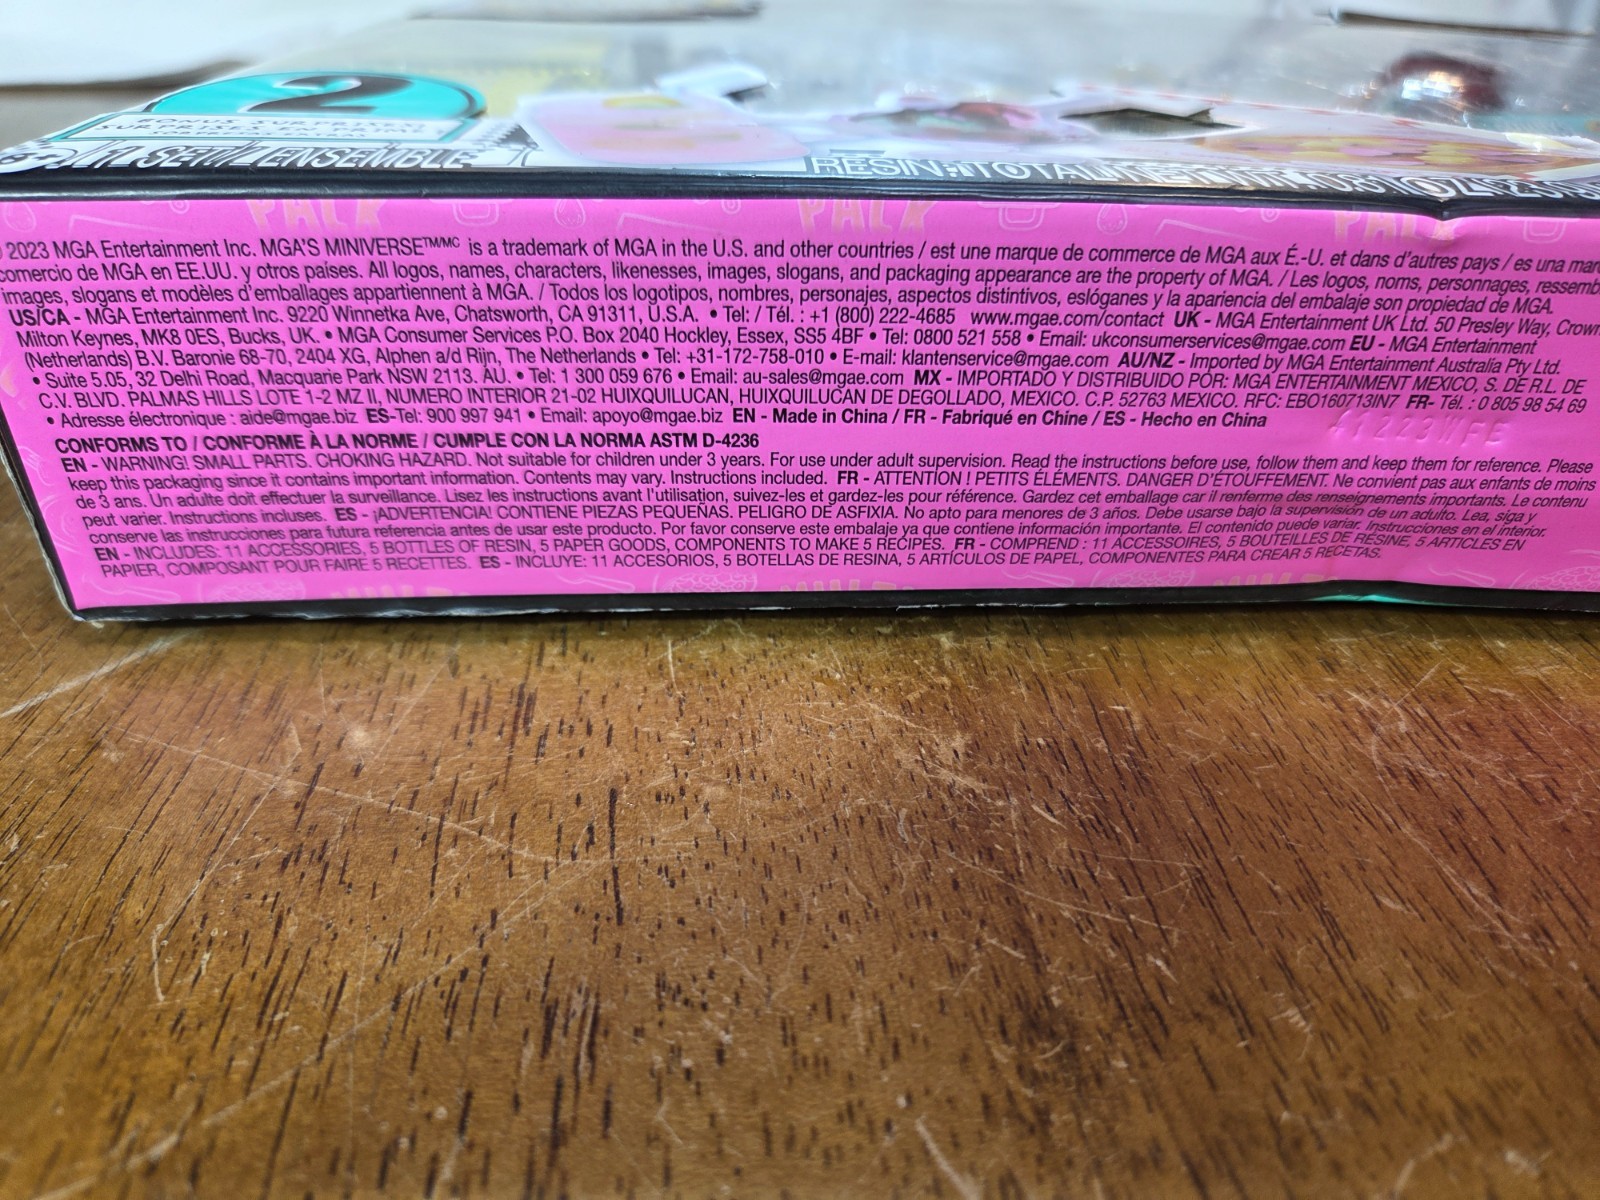 2
BONUS SURPRISES
SURPRISES EN PRIME
1 SET/1 ENSEMBLE
RESIN: TOTAL NET WT.
PACK PACK PACK
2023 MGA Entertainment Inc. MGA'S MINIVERSE™MC is a trademark of MGA in the U.S. and other countries / est une marque de commerce de MGA aux É.-U. et dans d'autres pays / es una
comercio de MGA en EE.UU. y otros países. All logos, names, characters, likenesses, images, slogans, and packaging appearance are the property of MGA. / Les logos, noms, personnages,
images, slogans et modèles d'emballages appartiennent à MGA. / Todos los logotipos, nombres, personajes, aspectos distintivos, eslóganes y la apariencia del embalaje son propiedad de MGA.
US/CA - MGA Entertainment Inc. 9220 Winnetka Ave, Chatsworth, CA 91311, U.S.A. • Tel: / Tél. : +1 (800) 222-4685 www.mgae.com/contact UK - MGA Entertainment UK Ltd. 50 Presley Way,
Milton Keynes, MK8 0ES, Bucks, UK. • MGA Consumer Services P.O. Box 2040 Hockley, Essex, SS5 4BF • Tel: 0800 521 558 • Email: ukconsumerservices@mgae.com EU - MGA Entertainment
(Netherlands) B.V. Baronie 68-70, 2404 XG, Alphen a/d Rijn, The Netherlands • Tel: +31-172-758-010 • E-mail: klantenservice@mgae.com AU/NZ - Imported by MGA Entertainment Australia Pty Ltd.
• Suite 5.05, 32 Delhi Road, Macquarie Park NSW 2113. AU. • Tel: 1 300 059 676 • Email: au-sales@mgae.com MX - IMPORTADO Y DISTRIBUIDO POR: MGA ENTERTAINMENT MEXICO, S. DE R.L. DE
C.V. BLVD. PALMAS HILLS LOTE 1-2 MZ II, NUMERO INTERIOR 21-02 HUIXQUILUCAN, HUIXQUILUCAN DE DEGOLLADO, MEXICO. C.P. 52763 MEXICO. RFC: EBO160713IN7 FR- Tél. : 0 805 98 54 69
• Adresse électronique : aide@mgae.biz ES-Tel: 900 997 941 • Email: apoyo@mgae.biz EN - Made in China / FR - Fabriqué en Chine / ES - Hecho en China
41223WFE
CONFORMS TO / CONFORME À LA NORME / CUMPLE CON LA NORMA ASTM D-4236
EN - WARNING! SMALL PARTS. CHOKING HAZARD. Not suitable for children under 3 years. For use under adult supervision. Read the instructions before use, follow them and keep them for reference. Please
keep this packaging since it contains important information. Contents may vary. Instructions included. FR - ATTENTION ! PETITS ÉLÉMENTS. DANGER D'ÉTOUFFEMENT. Ne convient pas aux enfants de moins
de 3 ans. Un adulte doit effectuer la surveillance. Lisez les instructions avant l'utilisation, suivez-les et gardez-les pour référence. Gardez cet emballage car il renferme des renseignements importants. Le contenu
peut varier. Instructions incluses. ES - ¡ADVERTENCIA! CONTIENE PIEZAS PEQUEÑAS. PELIGRO DE ASFIXIA. No apto para menores de 3 años. Debe usarse bajo la supervisión de un adulto. Lea, siga y
conserve las instrucciones para futura referencia antes de usar este producto. Por favor conserve este embalaje ya que contiene información importante. El contenido puede variar. Instrucciones en el interior.
EN - INCLUDES: 11 ACCESSORIES, 5 BOTTLES OF RESIN, 5 PAPER GOODS, COMPONENTS TO MAKE 5 RECIPES. FR - COMPREND : 11 ACCESSOIRES, 5 BOUTEILLES DE RÉSINE, 5 ARTICLES EN
PAPIER, COMPOSANT POUR FAIRE 5 RECETTES. ES - INCLUYE: 11 ACCESORIOS, 5 BOTELLAS DE RESINA, 5 ARTÍCULOS DE PAPEL, COMPONENTES PARA CREAR 5 RECETAS.